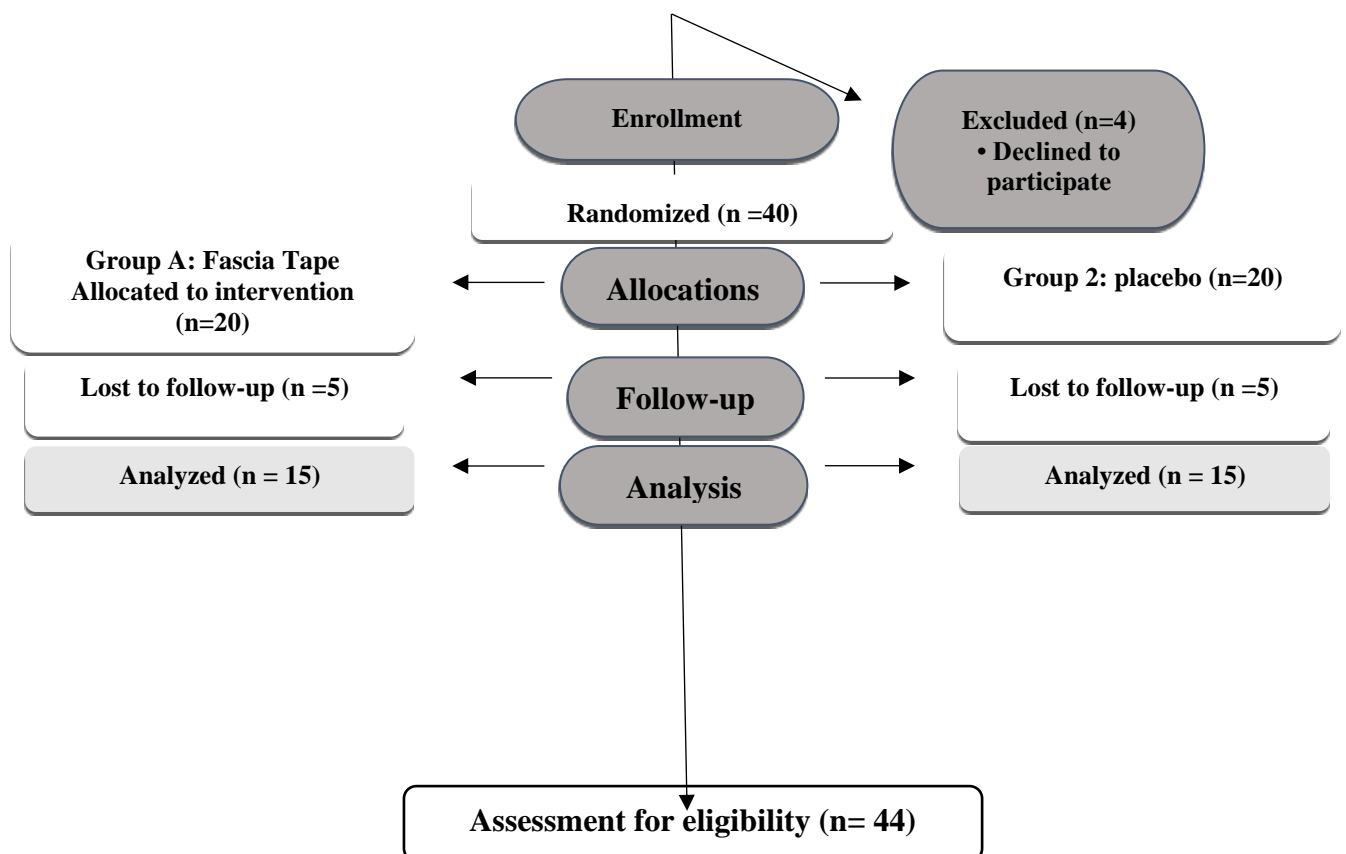 Enrollment
Excluded (n=4)
• Declined to
participate
Randomized (n =40)
Group A: Fascia Tape
Allocated to intervention
(n=20)
Allocations
Group 2: placebo (n=20)
Lost to follow-up (n =5)
Follow-up
Lost to follow-up (n =5)
Analyzed (n = 15)
Analysis
Analyzed (n = 15)
Assessment for eligibility (n= 44)